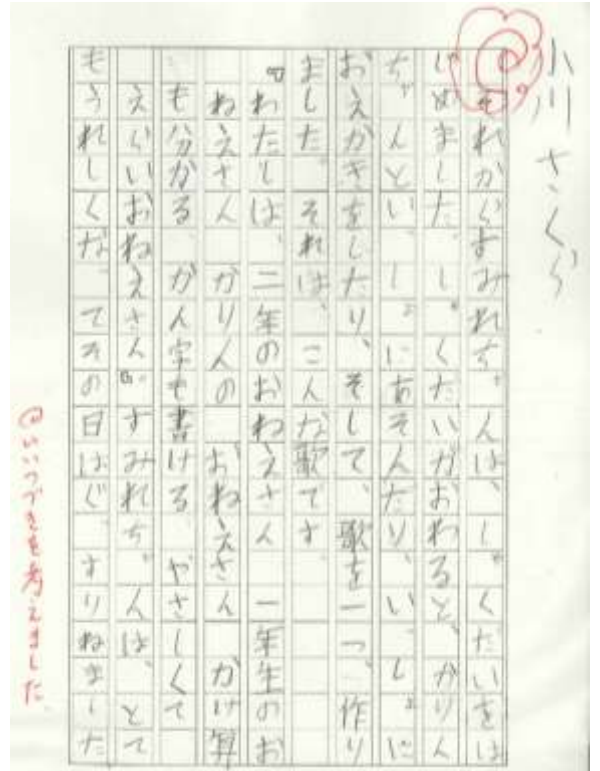 小川 さくら
それからすみれちゃんは、しゅくだいをは
じめました。しゅくだいがおわると、かりん
ちゃんといっしょにあそんだり、いっしょに
おえかきをしたり、そして、歌を一つ、作り
ました。それは、こんな歌です。
「わたしは、二年のおねえさん 一年生のお
ねえさん かりんの おねえさん かけ算
も分かる かん字も書ける やさしくて
えらいおねえさん」。すみれちゃんは、とて
もうれしくなってその日はぐっすりねました
◎いいつづきを考えました